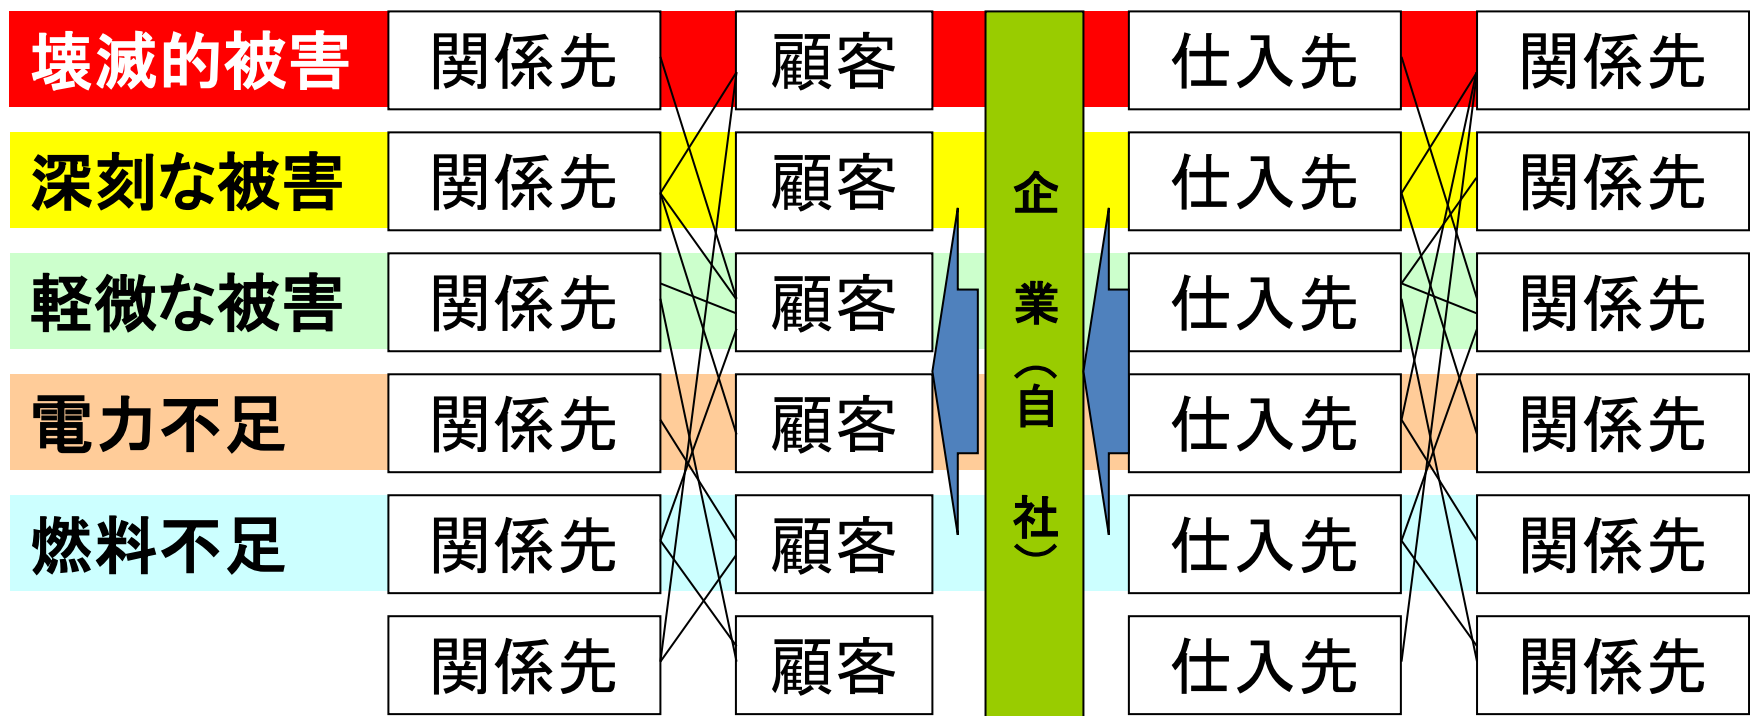 壊滅的被害 関係先 顧客 仕入先 関係先
深刻な被害 関係先 顧客 仕入先 関係先
軽微な被害 関係先 顧客 仕入先 関係先
電力不足 関係先 顧客 仕入先 関係先
燃料不足 関係先 顧客 仕入先 関係先
関係先 顧客 仕入先 関係先
企業（自社）